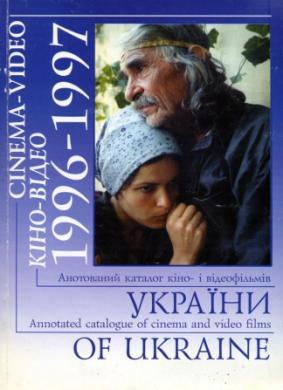 CINEMA-VIDEO
КІНО-ВІДЕО
1996-1997
Анотований каталог кіно- і відеофільмів
УКРАЇНИ
Annotated catalogue of cinema and video films
OF UKRAINE